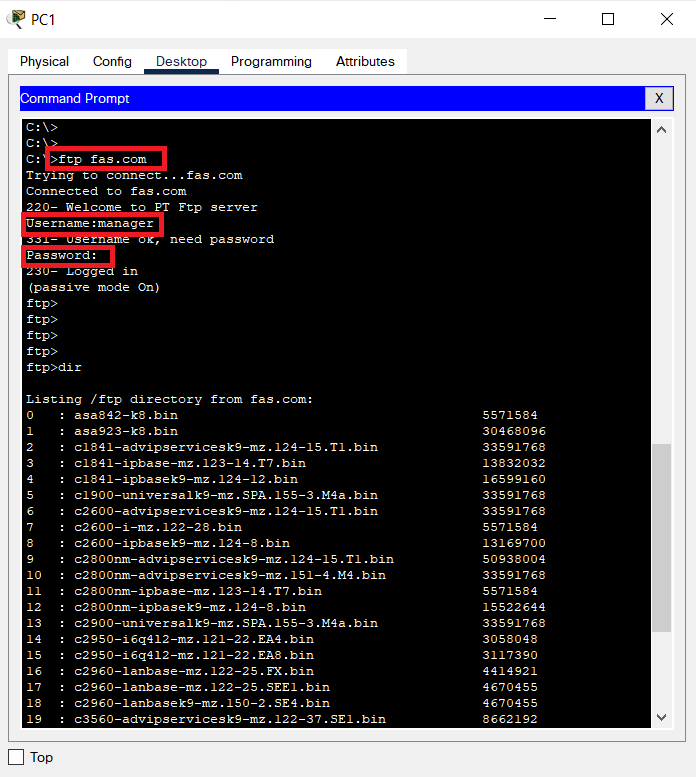 PC1
Physical Config Desktop Programming Attributes
Command Prompt X
C:\>
C:\>
C:\>ftp fas.com
Trying to connect...fas.com
Connected to fas.com
220- Welcome to PT Ftp server
Username:manager
331- Username ok, need password
Password:
230- Logged in
(passive mode On)
ftp>
ftp>
ftp>
ftp>
ftp>dir
Listing /ftp directory from fas.com:
0 : asa842-k8.bin 5571584
1 : asa923-k8.bin 30468096
2 : c1841-advipservicesk9-mz.124-15.T1.bin 33591768
3 : c1841-ipbase-mz.123-14.T7.bin 13832032
4 : c1841-ipbasek9-mz.124-12.bin 16599160
5 : c1900-universalk9-mz.SPA.155-3.M4a.bin 33591768
6 : c2600-advipservicesk9-mz.124-15.T1.bin 33591768
7 : c2600-i-mz.122-28.bin 5571584
8 : c2600-ipbasek9-mz.124-8.bin 13169700
9 : c2800nm-advipservicesk9-mz.124-15.T1.bin 50938004
10 : c2800nm-advipservicesk9-mz.151-4.M4.bin 33591768
11 : c2800nm-ipbase-mz.123-14.T7.bin 5571584
12 : c2800nm-ipbasek9-mz.124-8.bin 15522644
13 : c2900-universalk9-mz.SPA.155-3.M4a.bin 33591768
14 : c2950-i6q4l2-mz.121-22.EA4.bin 3058048
15 : c2950-i6q4l2-mz.121-22.EA8.bin 3117390
16 : c2960-lanbase-mz.122-25.FX.bin 4414921
17 : c2960-lanbase-mz.122-25.SEE1.bin 4670455
18 : c2960-lanbasek9-mz.150-2.SE4.bin 4670455
19 : c3560-advipservicesk9-mz.122-37.SE1.bin 8662192
Top